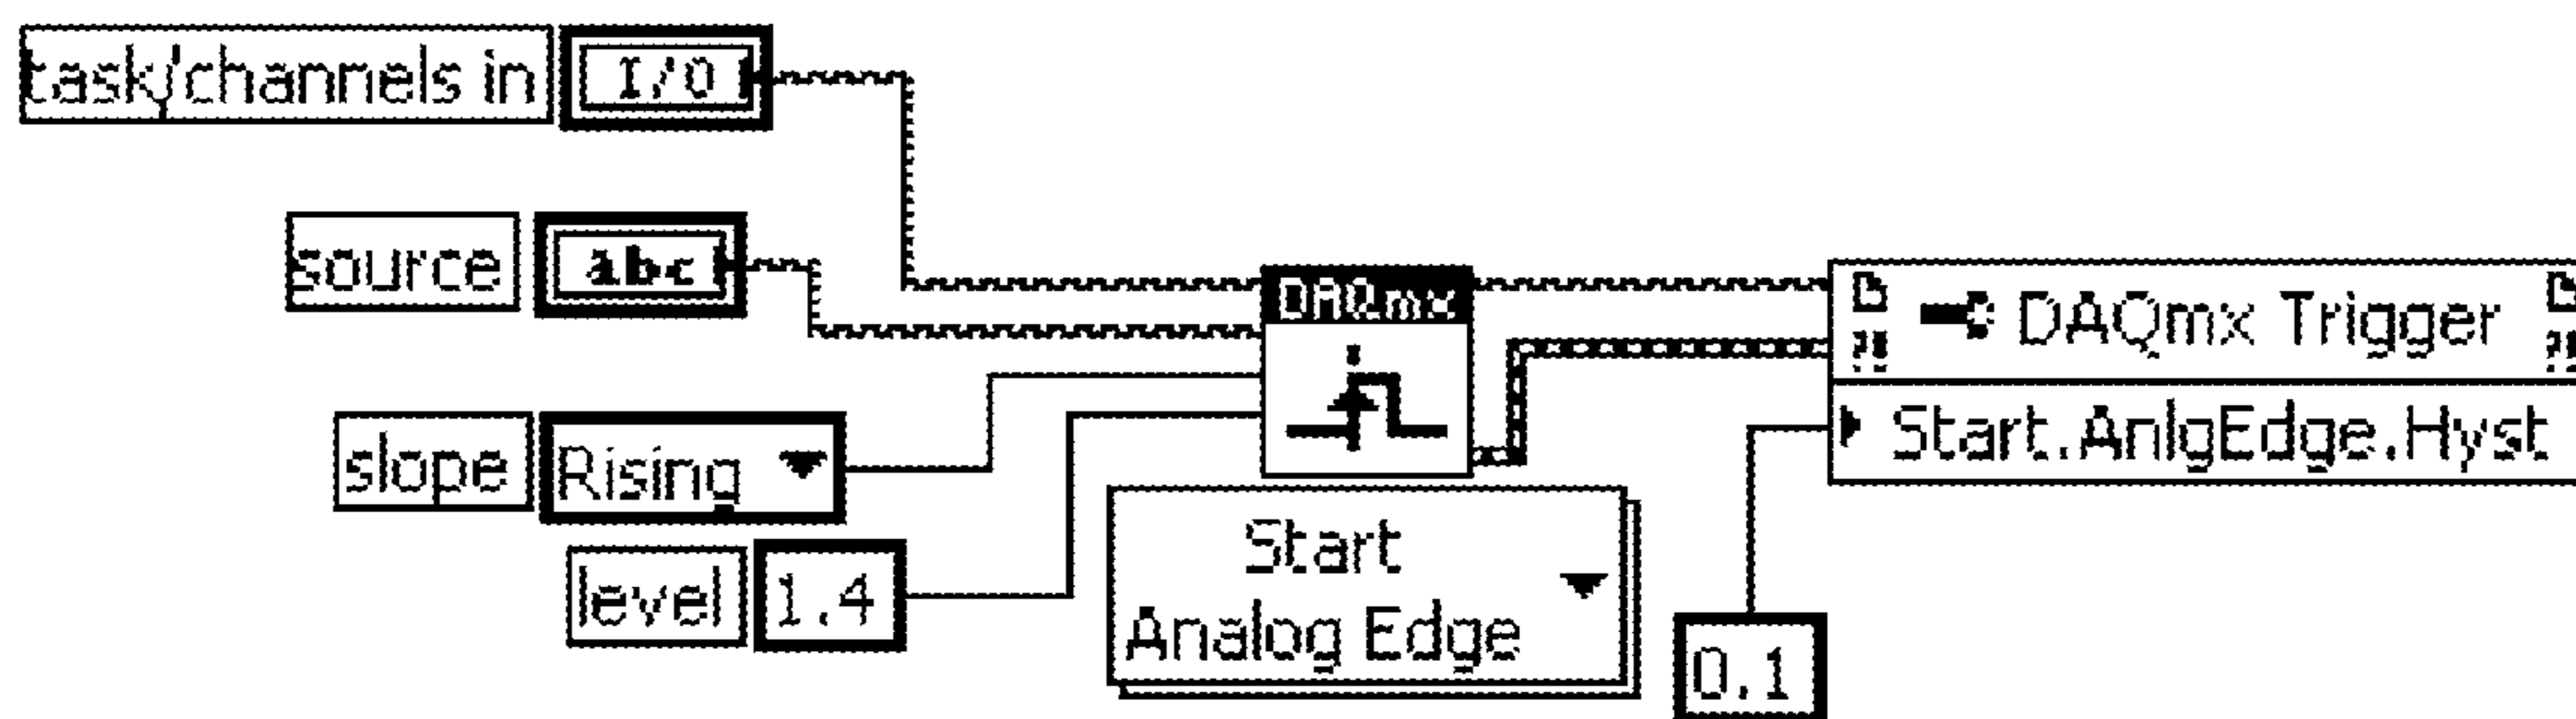 task/channels in I/O
source abc
DAQmx
DAQmx Trigger
slope Rising
Start.AnlgEdge.Hyst
level 1.4
Start
Analog Edge
0.1